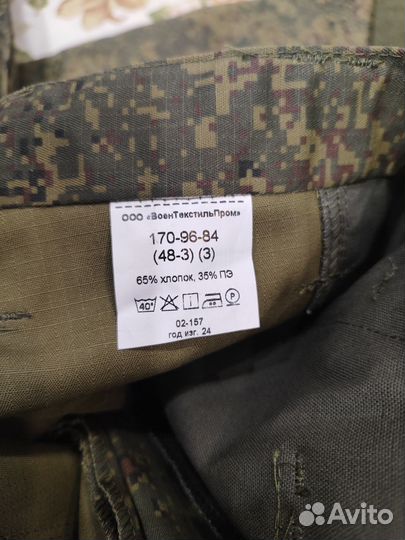 ООО «ВоенТекстильПром»
170-96-84
(48-3) (3)
65% хлопок, 35% ПЭ
40° P
02-157
год изг. 24
Avito